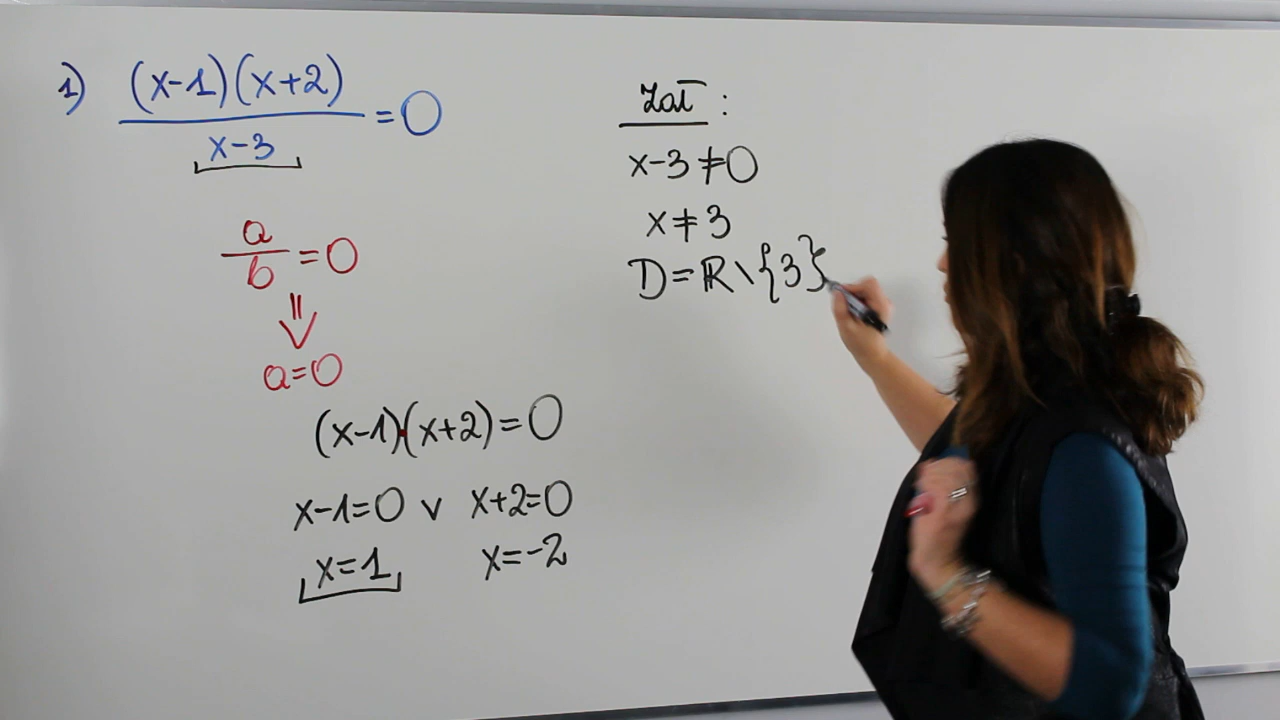 1) (x-1)(x+2)
x-3
=0
a
b
=0
⇓
a=0
(x-1)·(x+2)=0
x-1=0 v x+2=0
x=1 x=-2
Zał:
x-3≠0
x≠3
D=ℝ\{3}